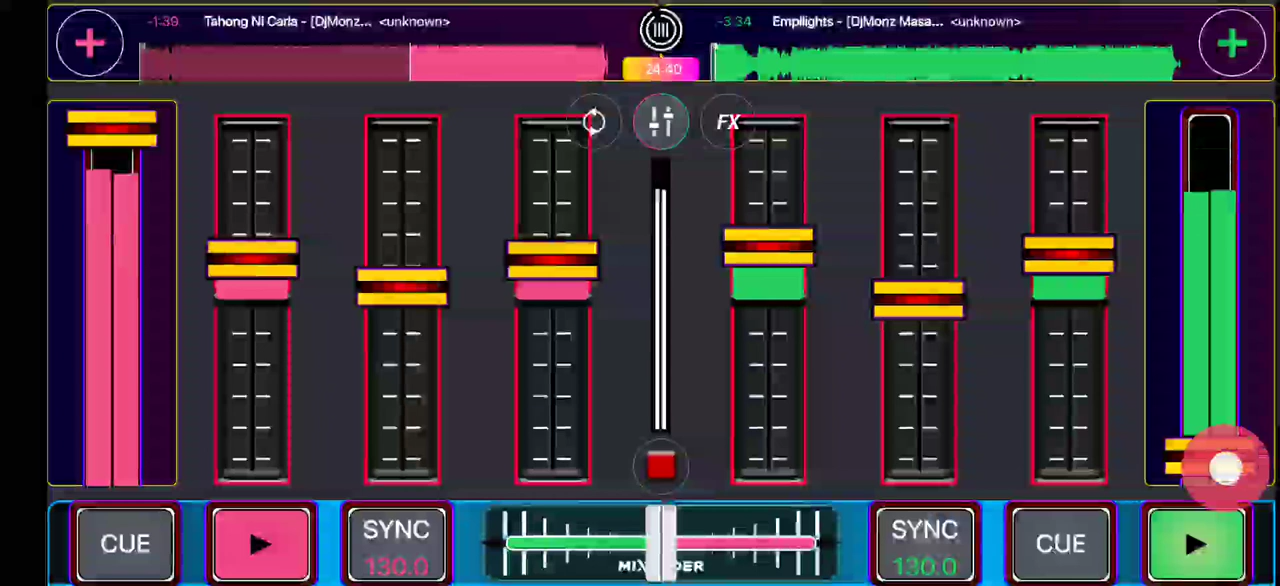 -1:39 Tahong Ni Carla - [DjMonz... <unknown>
-3:34 Empilights - [DjMonz Masa... <unknown>
24:40
FX
CUE
SYNC
130.0
SYNC
130.0
CUE